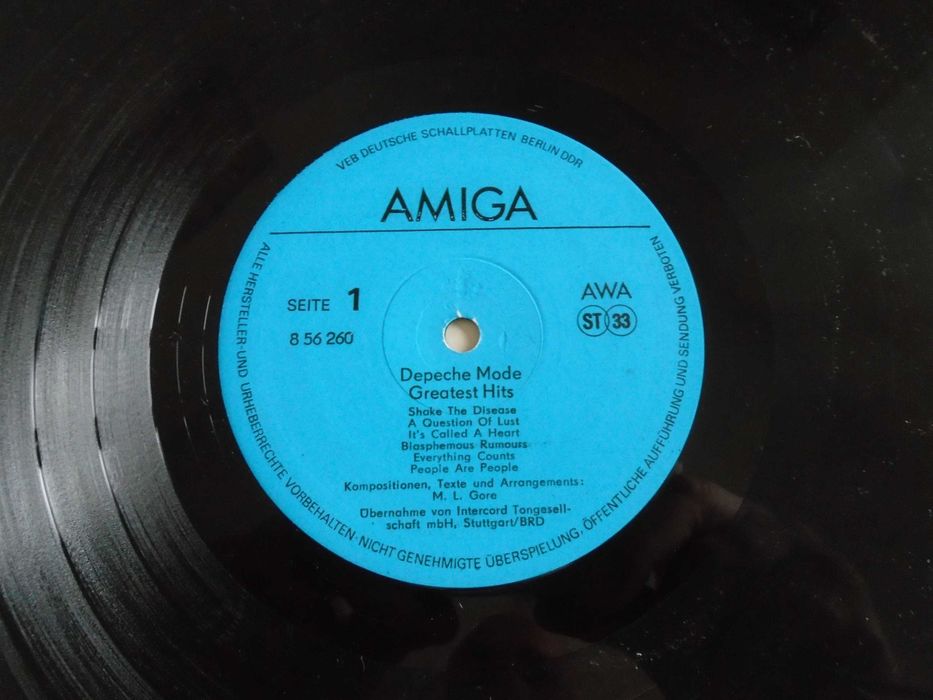 VEB DEUTSCHE SCHALLPLATTEN BERLIN DDR
AMIGA
SEITE 1
8 56 260
AWA
ST 33
Depeche Mode
Greatest Hits
Shake The Disease
A Question Of Lust
It's Called A Heart
Blasphemous Rumours
Everything Counts
People Are People
Kompositionen, Texte und Arrangements:
M. L. Gore
Übernahme von Intercord Tongesell-
schaft mbH, Stuttgart/BRD
ALLE HERSTELLER-UND URHEBERRECHTE VORBEHALTEN·NICHT GENEHMIGTE ÜBERSPIELUNG, ÖFFENTLICHE AUFFÜHRUNG UND SENDUNG VERBOTEN